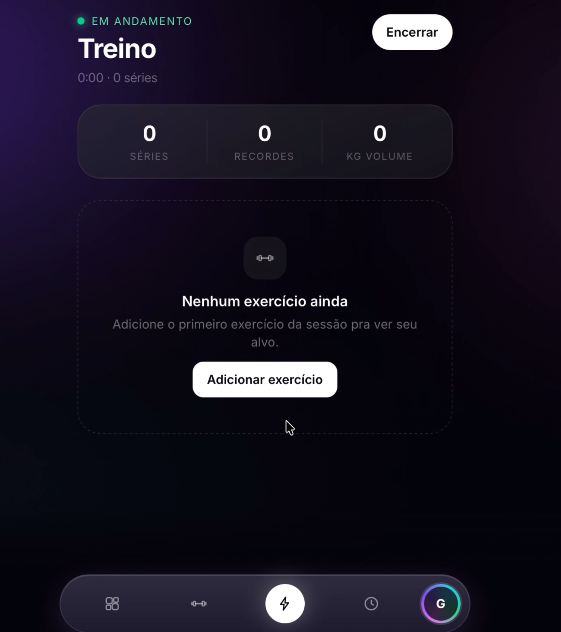 EM ANDAMENTO
Treino
0:00 · 0 séries
Encerrar
0
SÉRIES
0
RECORDES
0
KG VOLUME
Nenhum exercício ainda
Adicione o primeiro exercício da sessão pra ver seu
alvo.
Adicionar exercício
G